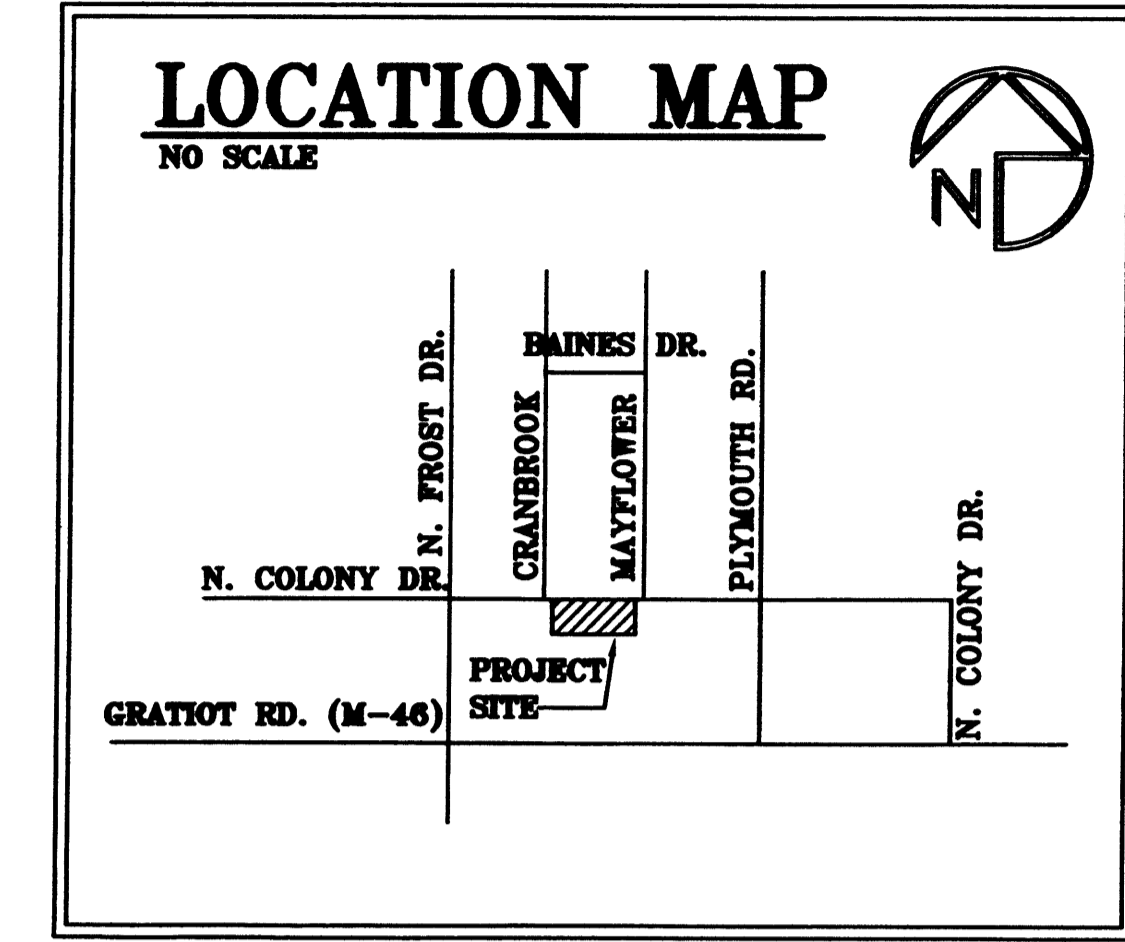 LOCATION MAP
NO SCALE
N
BAINES DR.
N. FROST DR.
CRANBROOK
MAYFLOWER
PLYMOUTH RD.
N. COLONY DR.
N. COLONY DR.
PROJECT
SITE
GRATIOT RD. (M-46)